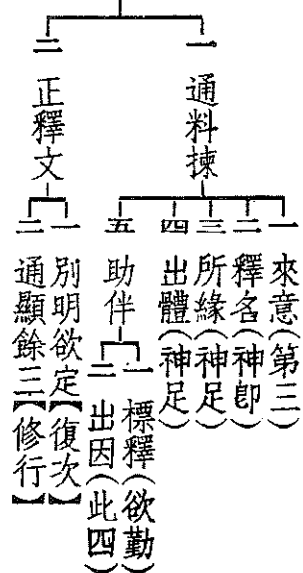 一 通料揀
一 來意(第三)
二 釋名(神即)
三 所緣(神足)
四 出體(神足)
五 助伴
一 標釋(欲勤)
二 出因(此四)
二 正釋文
一 別明欲定【復次】
二 通顯餘三【修行】